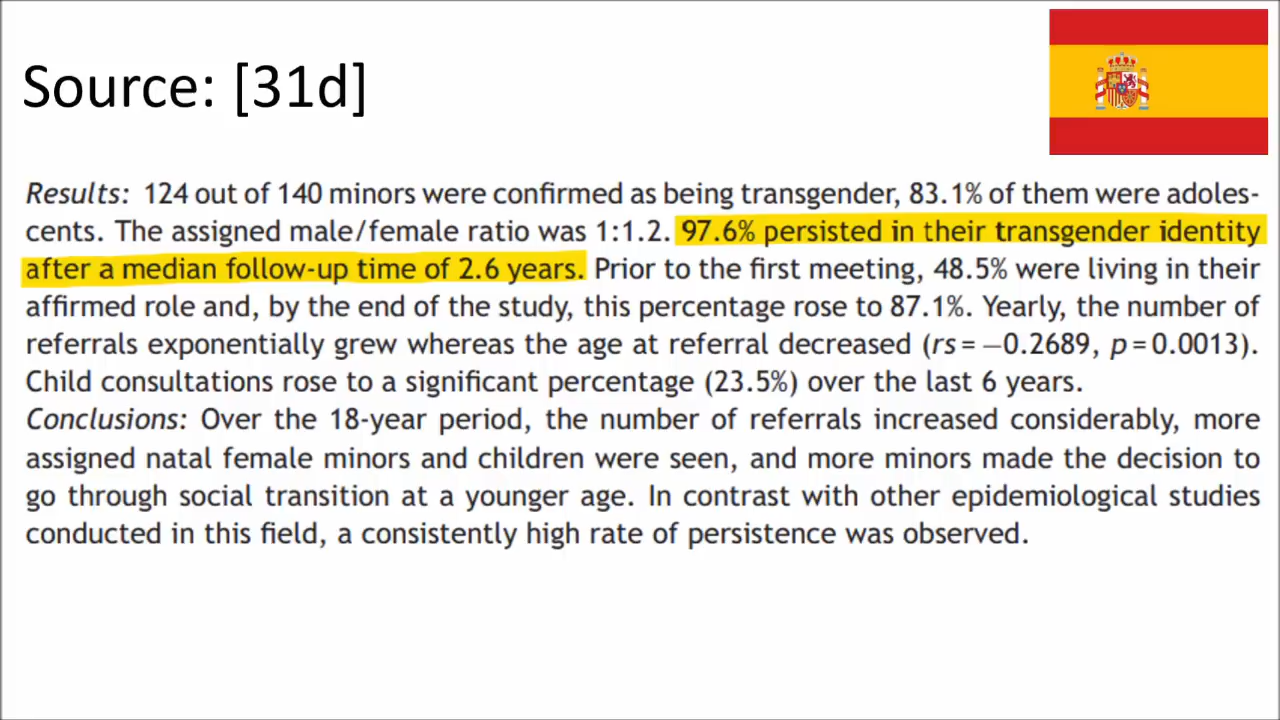 Source: [31d]
Results: 124 out of 140 minors were confirmed as being transgender, 83.1% of them were adoles-
cents. The assigned male/female ratio was 1:1.2. 97.6% persisted in their transgender identity
after a median follow-up time of 2.6 years. Prior to the first meeting, 48.5% were living in their
affirmed role and, by the end of the study, this percentage rose to 87.1%. Yearly, the number of
referrals exponentially grew whereas the age at referral decreased (rs = −0.2689, p = 0.0013).
Child consultations rose to a significant percentage (23.5%) over the last 6 years.
Conclusions: Over the 18-year period, the number of referrals increased considerably, more
assigned natal female minors and children were seen, and more minors made the decision to
go through social transition at a younger age. In contrast with other epidemiological studies
conducted in this field, a consistently high rate of persistence was observed.